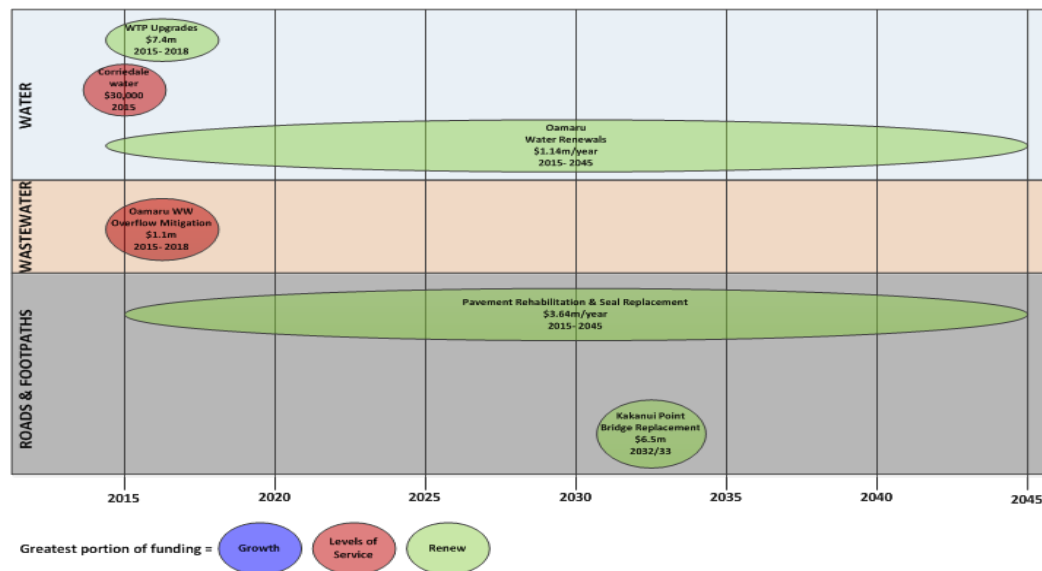 WATER
WTP Upgrades
$7.4m
2015- 2018
Corriedale
water
$30,000
2015
Oamaru
Water Renewals
$1.14m/year
2015- 2045
WASTEWATER
Oamaru WW
Overflow Mitigation
$1.1m
2015- 2018
ROADS & FOOTPATHS
Pavement Rehabilitation & Seal Replacement
$3.64m/year
2015- 2045
Kakanui Point
Bridge Replacement
$6.5m
2032/33
2015 2020 2025 2030 2035 2040 2045
Greatest portion of funding =
Growth
Levels of
Service
Renew